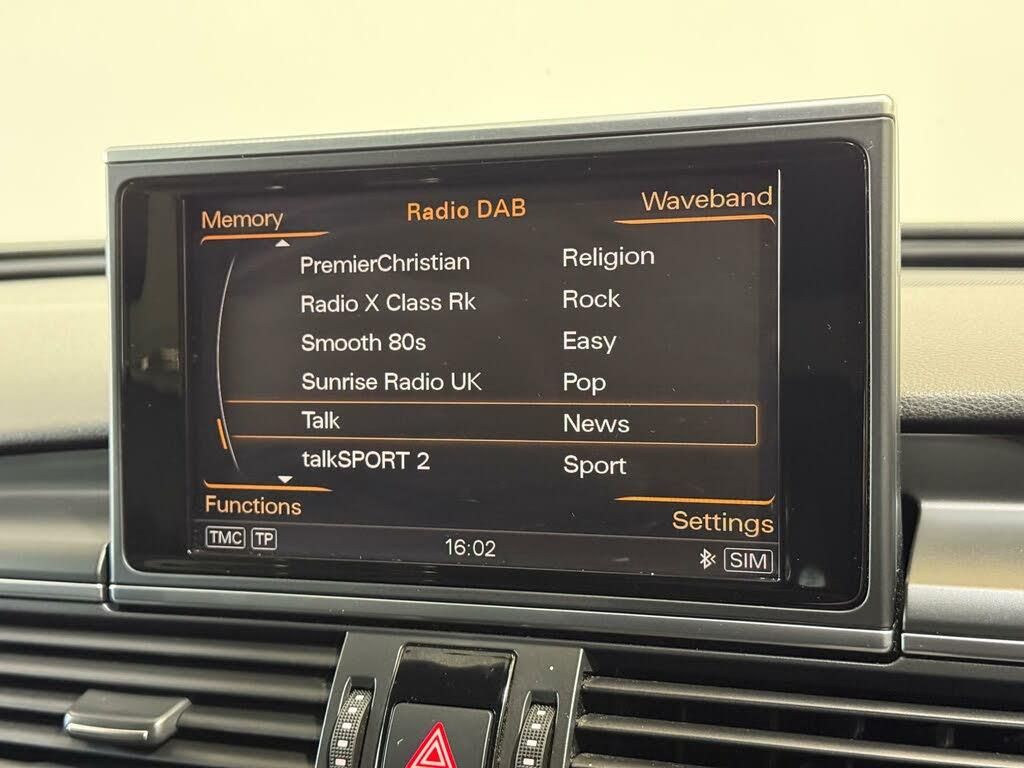 Memory Radio DAB Waveband
PremierChristian Religion
Radio X Class Rk Rock
Smooth 80s Easy
Sunrise Radio UK Pop
Talk News
talkSPORT 2 Sport
Functions Settings
TMC TP 16:02 SIM